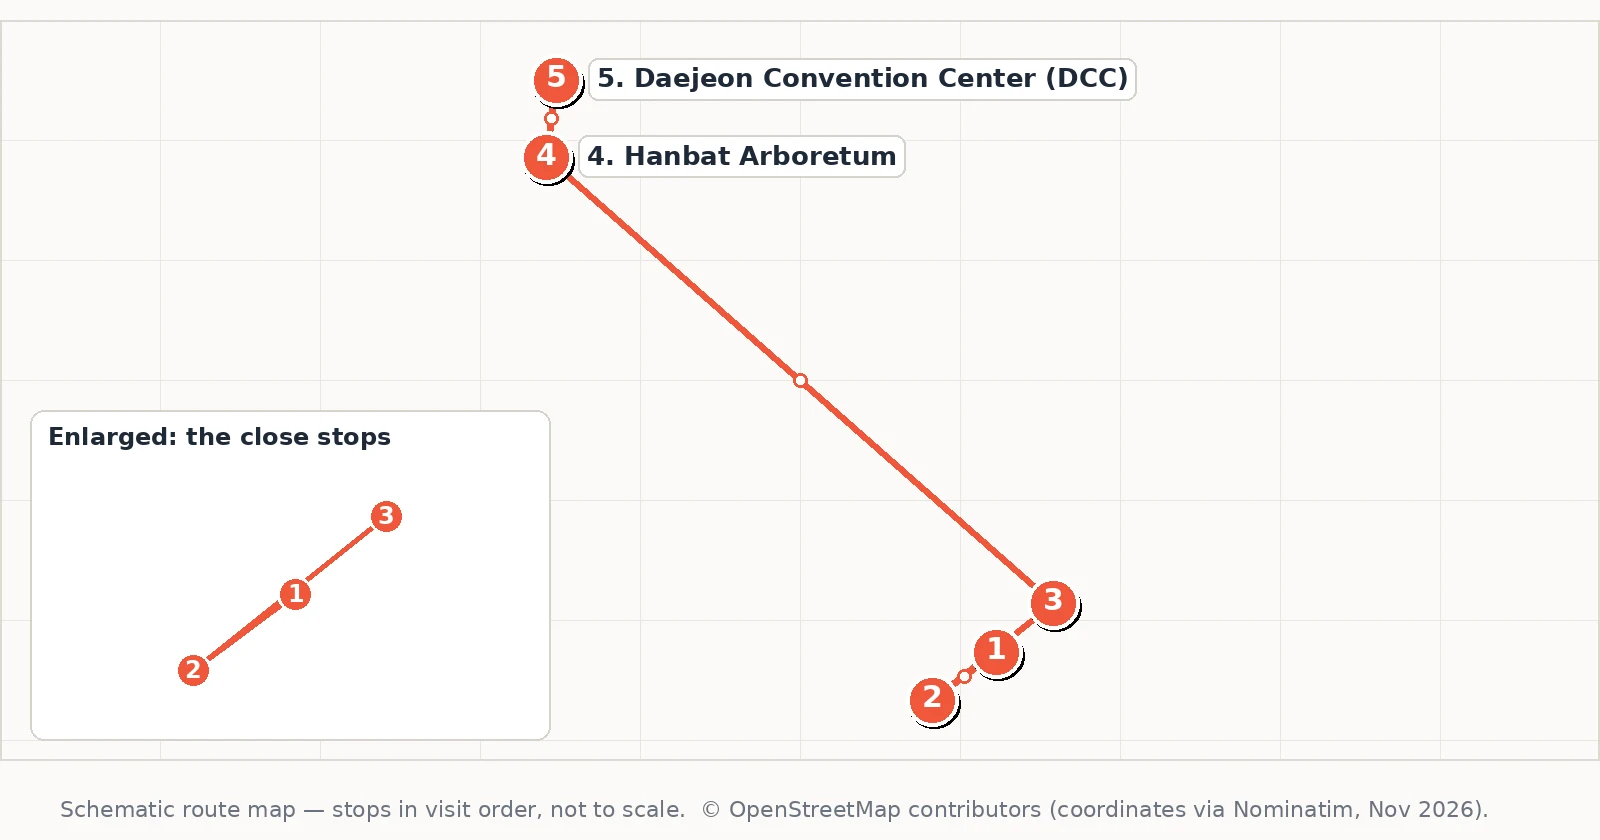 5
5. Daejeon Convention Center (DCC)
4
4. Hanbat Arboretum
Enlarged: the close stops
3
1
2
3
1
2
Schematic route map — stops in visit order, not to scale. © OpenStreetMap contributors (coordinates via Nominatim, Nov 2026).